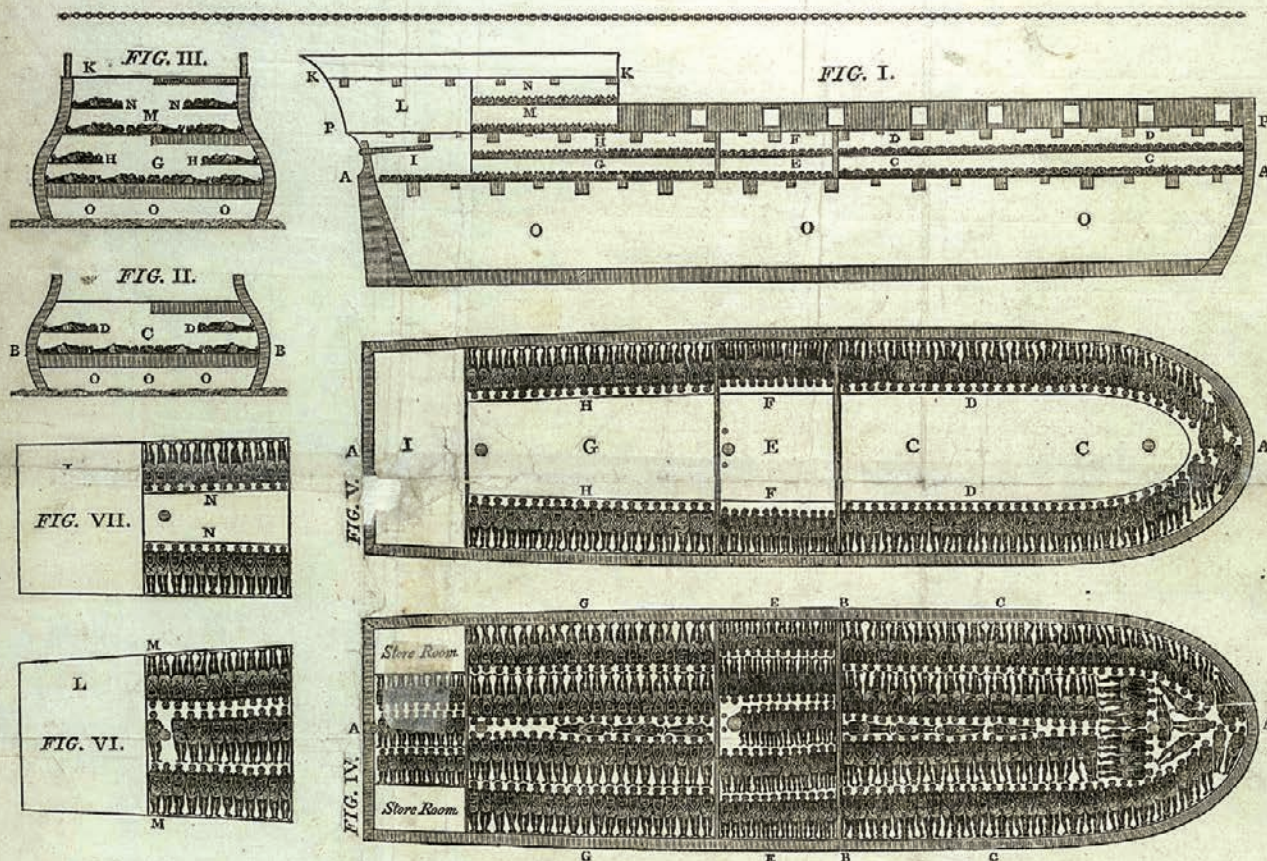 FIG. III.
K
N N
M
H H
G
O O O
FIG. I.
K K
L
N
M
P P
I
H F D D
G E C C
A A
O O O
FIG. II.
D D
C
B B
O O O
FIG. VII.
N
N
FIG. V.
A A
I
H F D
G E C C
H F D
FIG. VI.
M
L
M
FIG. IV.
G E B C
Store Room
A A
Store Room
G E B C